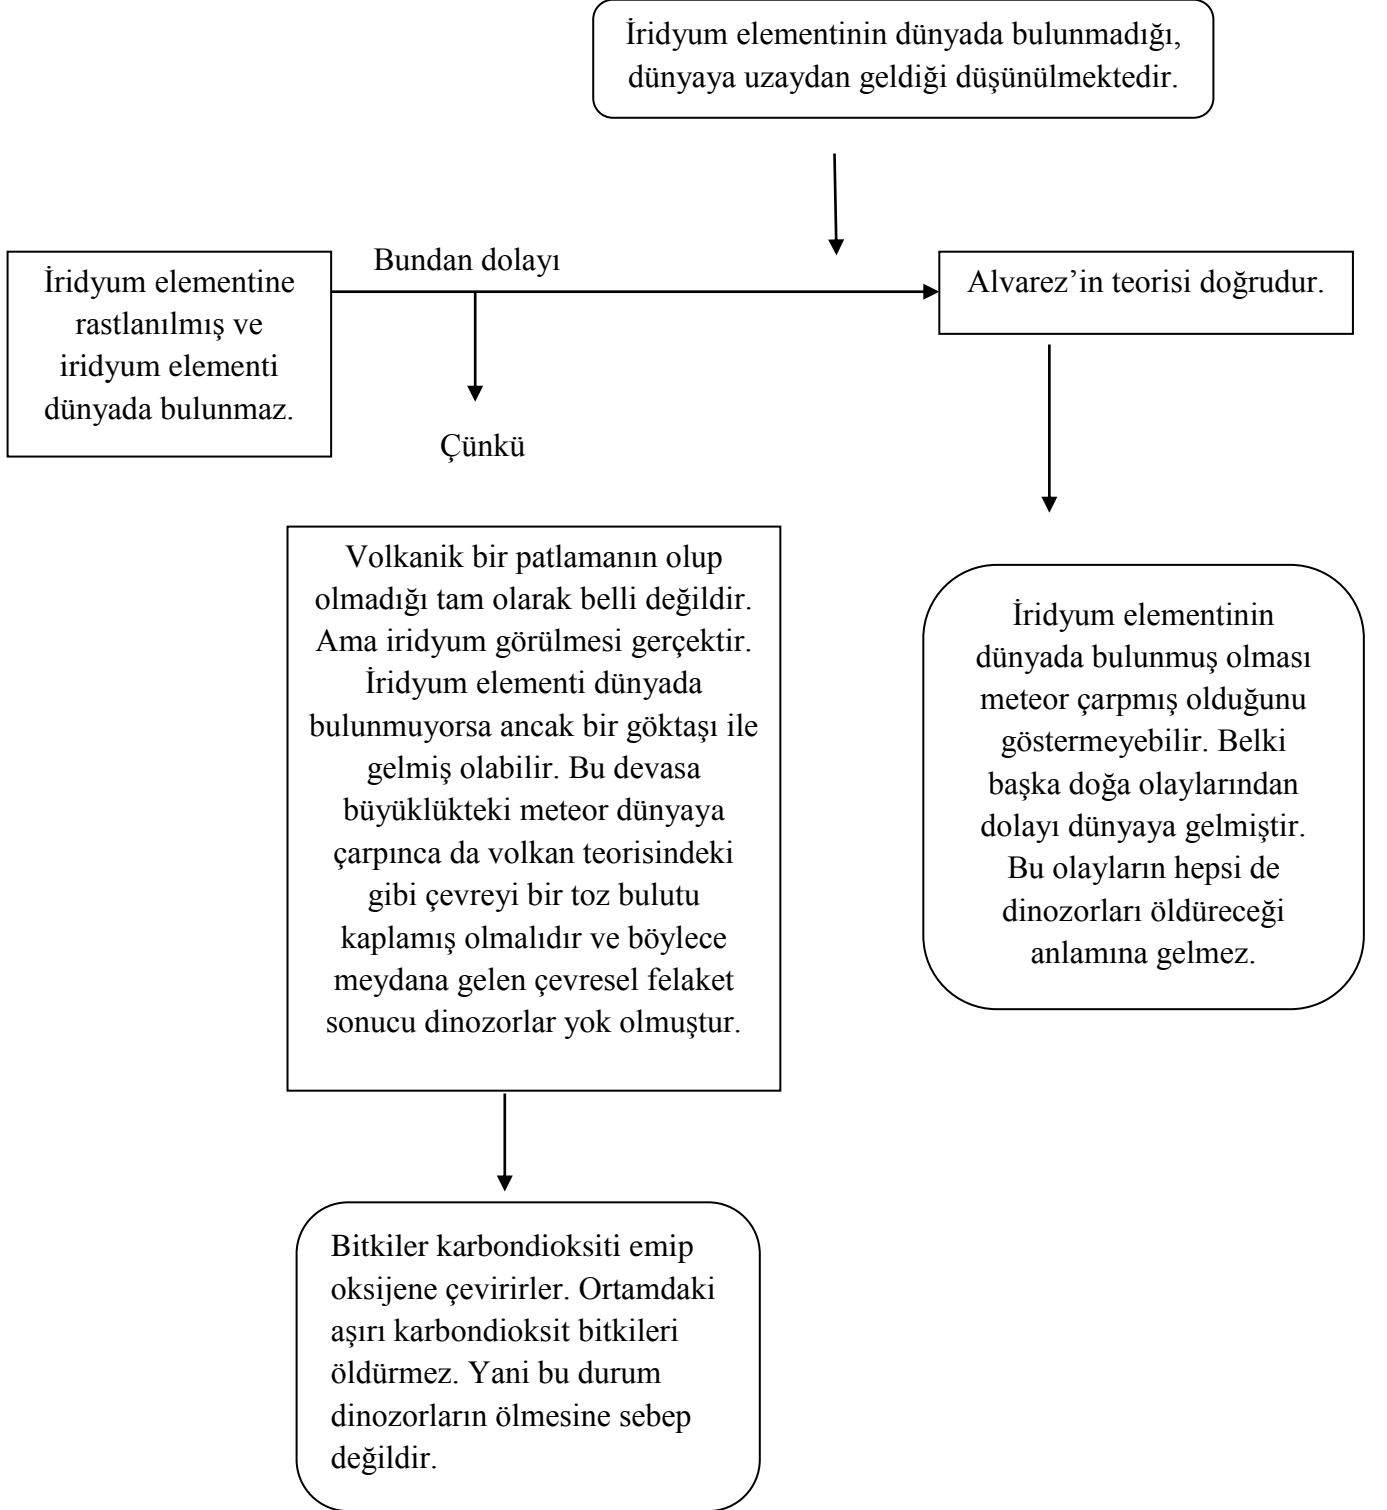 İridyum elementinin dünyada bulunmadığı,
dünyaya uzaydan geldiği düşünülmektedir.
Bundan dolayı
İridyum elementine
rastlanılmış ve
iridyum elementi
dünyada bulunmaz.
Alvarez’in teorisi doğrudur.
Çünkü
Volkanik bir patlamanın olup
olmadığı tam olarak belli değildir.
Ama iridyum görülmesi gerçektir.
İridyum elementi dünyada
bulunmuyorsa ancak bir göktaşı ile
gelmiş olabilir. Bu devasa
büyüklükteki meteor dünyaya
çarpınca da volkan teorisindeki
gibi çevreyi bir toz bulutu
kaplamış olmalıdır ve böylece
meydana gelen çevresel felaket
sonucu dinozorlar yok olmuştur.
İridyum elementinin
dünyada bulunmuş olması
meteor çarpmış olduğunu
göstermeyebilir. Belki
başka doğa olaylarından
dolayı dünyaya gelmiştir.
Bu olayların hepsi de
dinozorları öldüreceği
anlamına gelmez.
Bitkiler karbondioksiti emip
oksijene çevirirler. Ortamdaki
aşırı karbondioksit bitkileri
öldürmez. Yani bu durum
dinozorların ölmesine sebep
değildir.